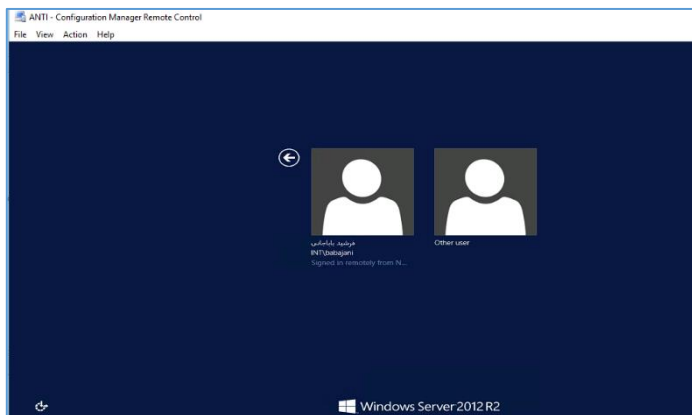 ANTI - Configuration Manager Remote Control
File View Action Help
فرشید باباجانی
INT\babajani
Signed in remotely from N...
Other user
Windows Server 2012 R2